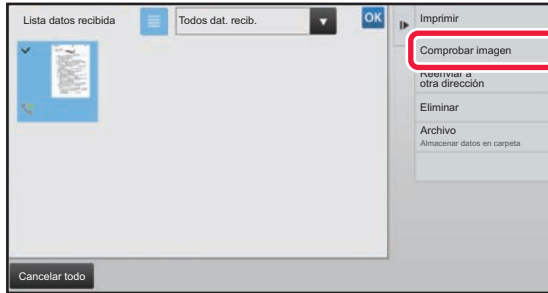 Lista datos recibida
Todos dat. recib.
OK
Imprimir
Comprobar imagen
Reenviar a
otra dirección
Eliminar
Archivo
Almacenar datos en carpeta
Cancelar todo